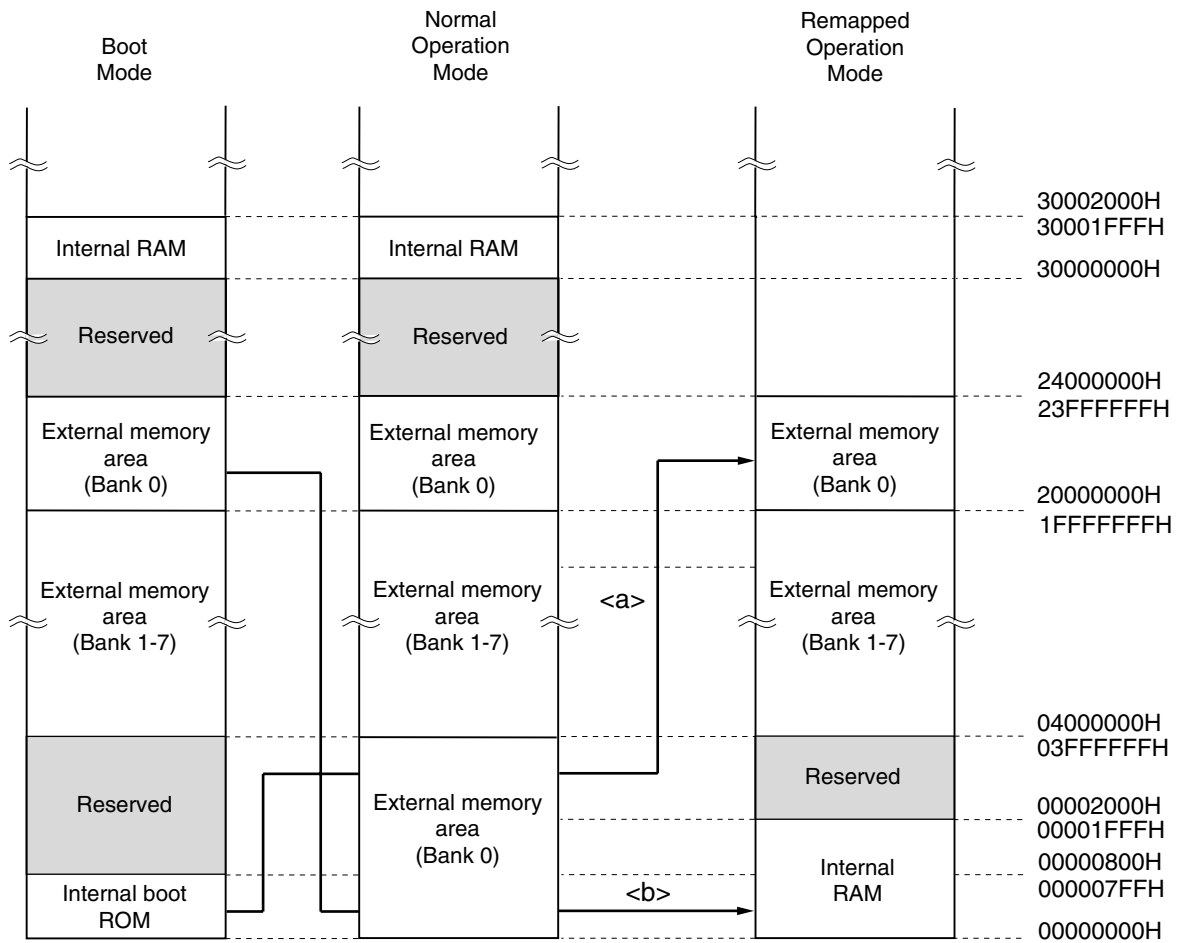 Boot
Mode
Normal
Operation
Mode
Remapped
Operation
Mode
30002000H
30001FFFH
Internal RAM
Internal RAM
30000000H
Reserved
Reserved
24000000H
23FFFFFFH
External memory
area
(Bank 0)
External memory
area
(Bank 0)
External memory
area
(Bank 0)
20000000H
1FFFFFFFH
External memory
area
(Bank 1-7)
External memory
area
(Bank 1-7)
<a>
External memory
area
(Bank 1-7)
04000000H
03FFFFFFH
Reserved
External memory
area
(Bank 0)
Reserved
00002000H
00001FFFH
00000800H
000007FFH
Internal boot
ROM
<b>
Internal
RAM
00000000H